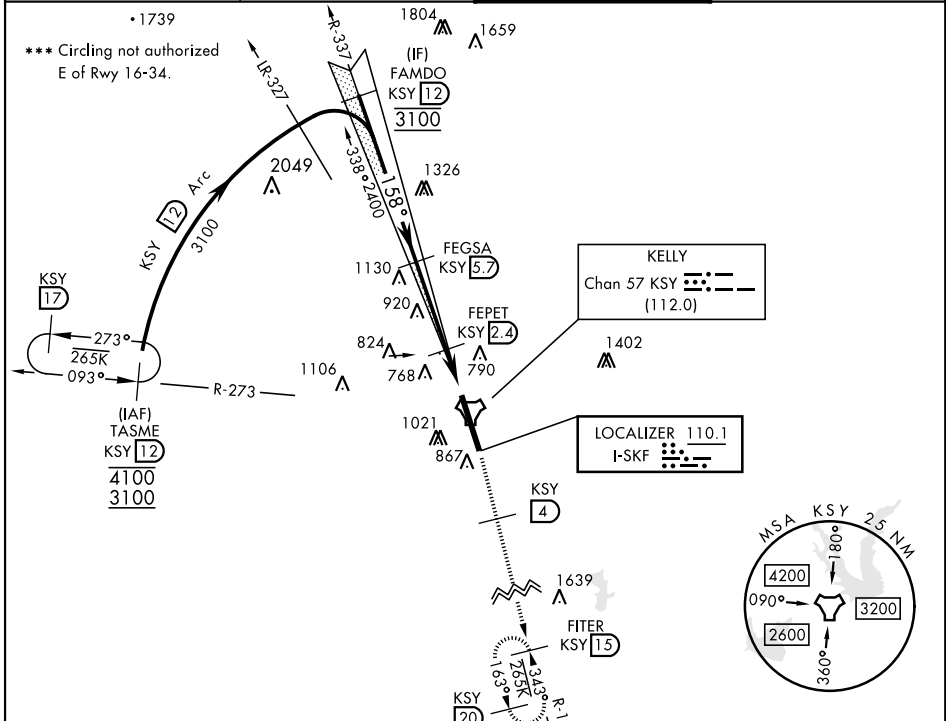 1739
*** Circling not authorized
E of Rwy 16-34.
LR-327
R-337
1804
1659
(IF)
FAMDO
KSY 12
3100
2049
338° 2400
158°
1326
KSY 12 Arc
3100
FEGSA
KSY 5.7
1130
920
FEPET
KSY 2.4
824
768
790
1106
KSY
17
273°
265K
093°
R-273
(IAF)
TASME
KSY 12
4100
3100
KELLY
Chan 57 KSY
(112.0)
1402
1021
867
LOCALIZER 110.1
I-SKF
KSY
4
1639
FITER
KSY 15
163°
265K
343°
R-1
KSY
20
MSA KSY 25 NM
180°
4200
090°
3200
2600
360°